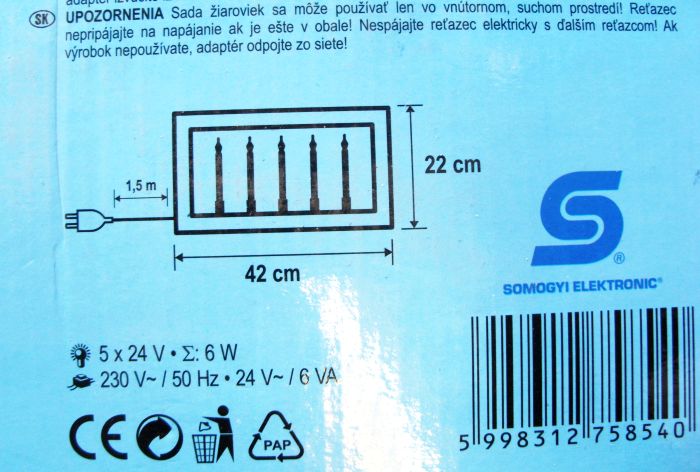 SK UPOZORNENIA Sada žiaroviek sa môže používať len vo vnútornom, suchom prostredí! Reťazec
nepripájajte na napájanie ak je ešte v obale! Nespájajte reťazec elektricky s ďalším reťazcom! Ak
výrobok nepoužívate, adaptér odpojte zo siete!
1,5 m
22 cm
42 cm
S®
SOMOGYI ELEKTRONIC®
5 x 24 V • Σ: 6 W
230 V~ / 50 Hz • 24 V~ / 6 VA
CE
PAP
5 998312 758540